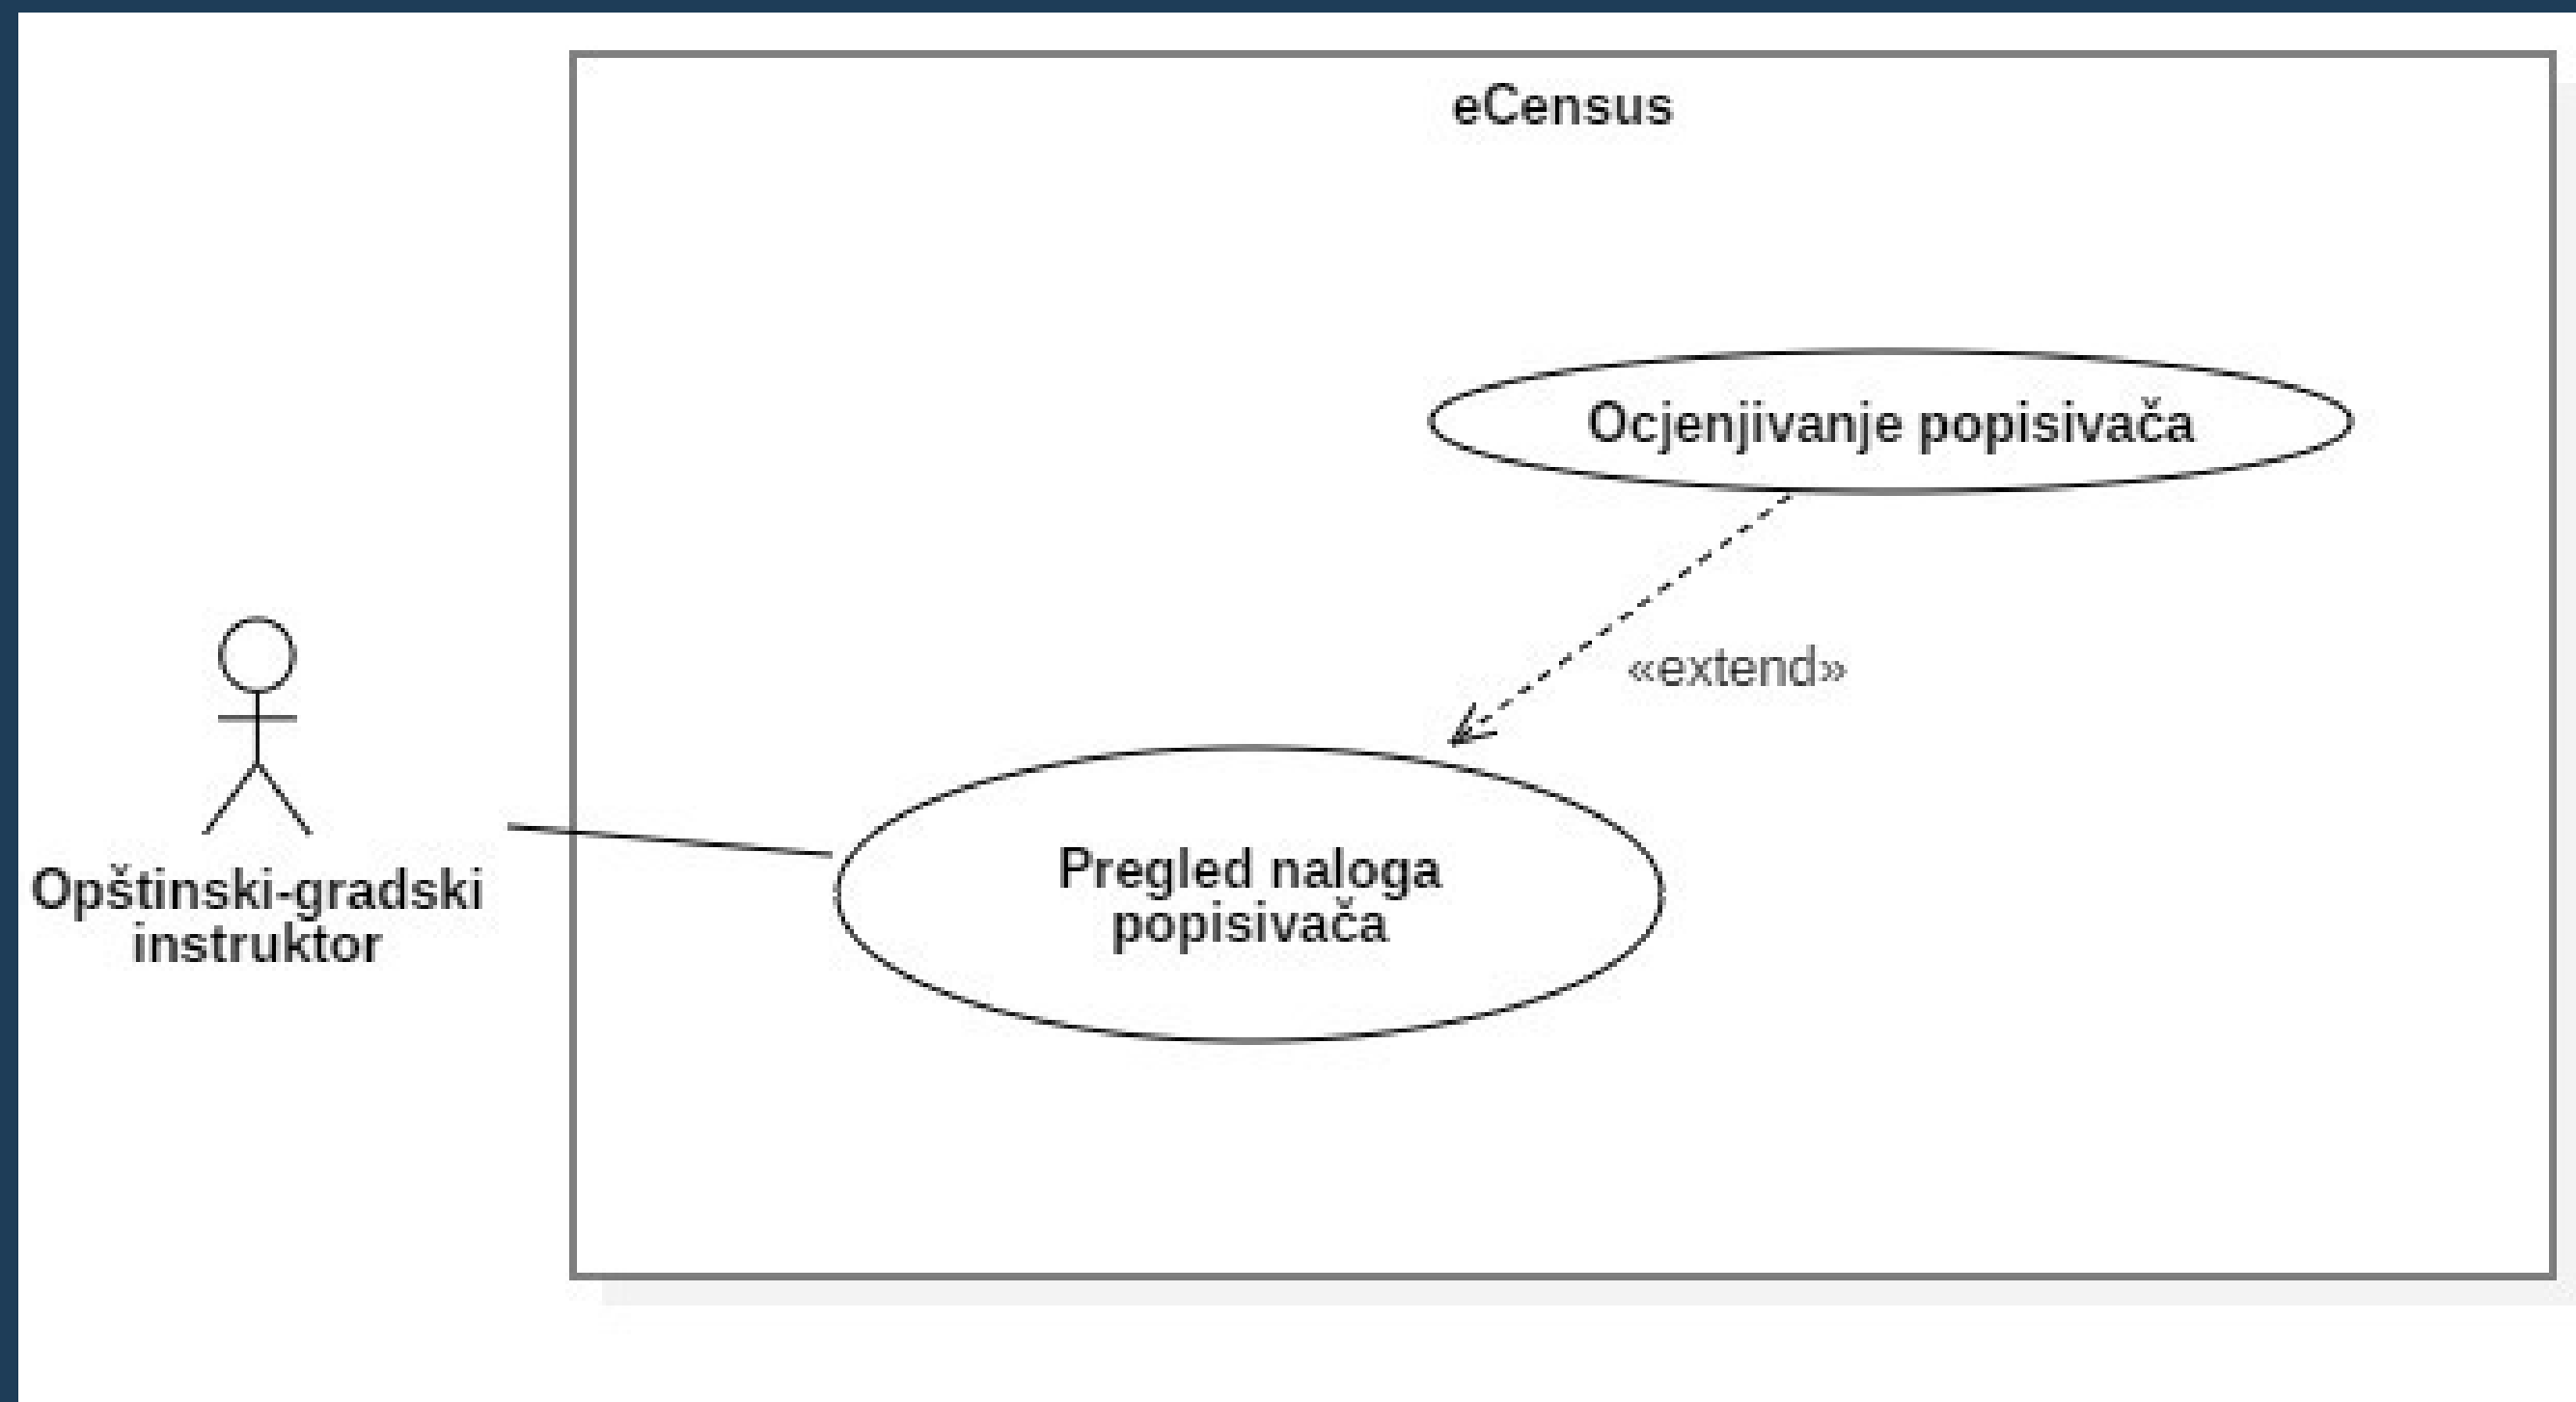 eCensus
Ocjenjivanje popisivača
«extend»
Opštinski-gradski
instruktor
Pregled naloga
popisivača